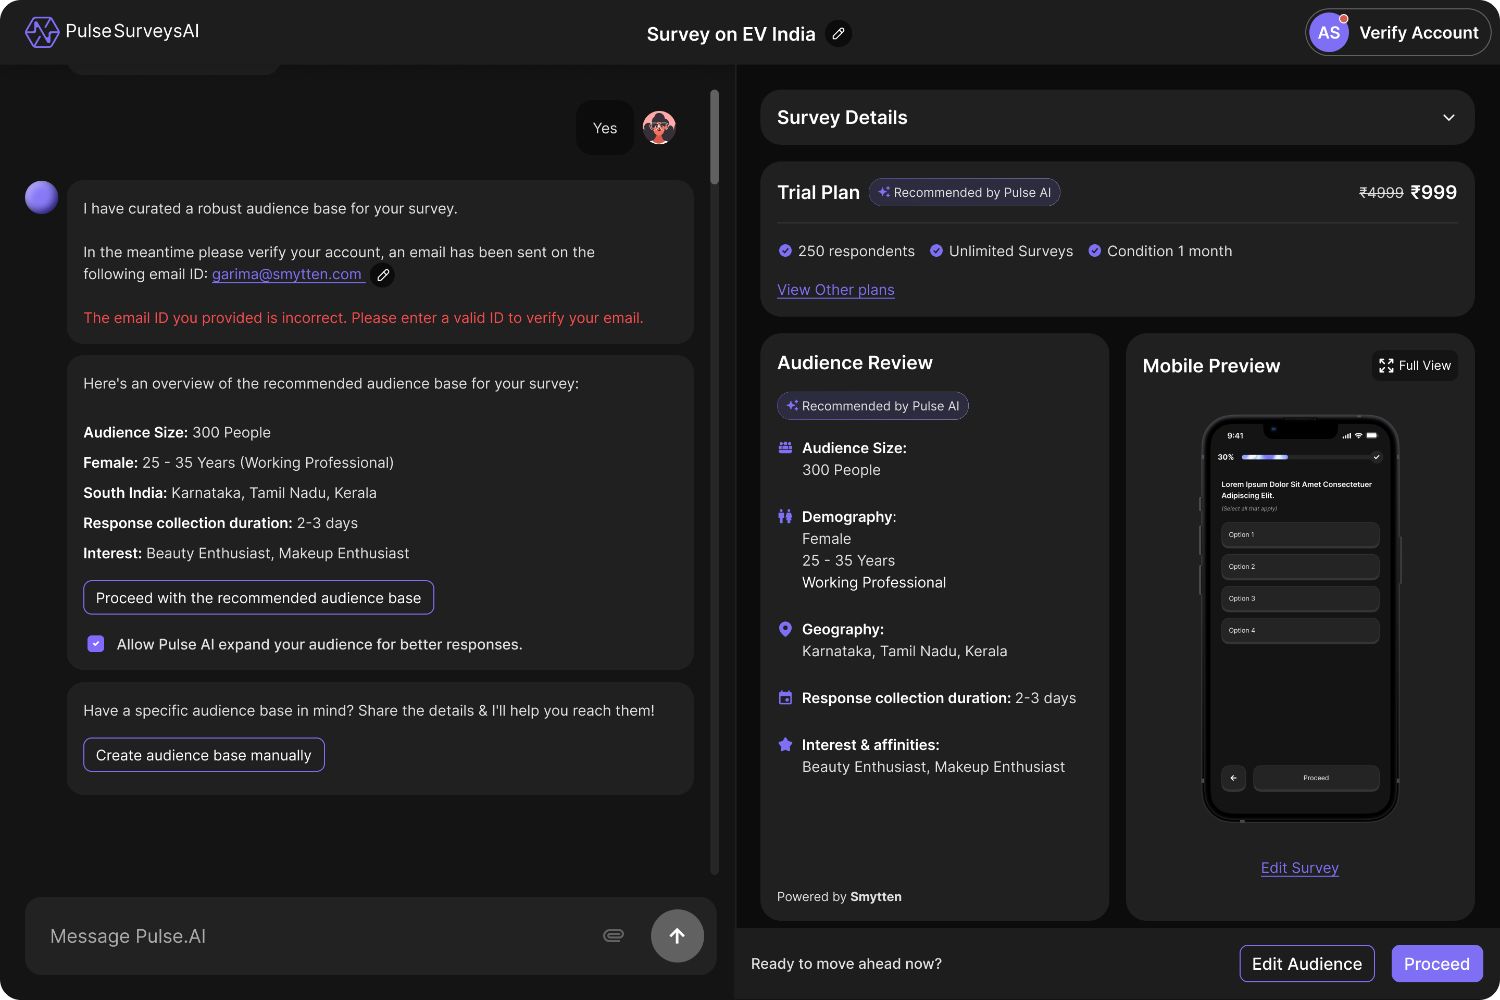 PulseSurveysAI
Survey on EV India
AS
Verify Account
Yes
I have curated a robust audience base for your survey.
In the meantime please verify your account, an email has been sent on the
following email ID: garima@smytten.com
The email ID you provided is incorrect. Please enter a valid ID to verify your email.
Here's an overview of the recommended audience base for your survey:
Audience Size: 300 People
Female: 25 - 35 Years (Working Professional)
South India: Karnataka, Tamil Nadu, Kerala
Response collection duration: 2-3 days
Interest: Beauty Enthusiast, Makeup Enthusiast
Proceed with the recommended audience base
Allow Pulse AI expand your audience for better responses.
Have a specific audience base in mind? Share the details & I'll help you reach them!
Create audience base manually
Message Pulse.AI
Survey Details
Trial Plan
Recommended by Pulse AI
₹4999 ₹999
250 respondents
Unlimited Surveys
Condition 1 month
View Other plans
Audience Review
Recommended by Pulse AI
Audience Size:
300 People
Demography:
Female
25 - 35 Years
Working Professional
Geography:
Karnataka, Tamil Nadu, Kerala
Response collection duration: 2-3 days
Interest & affinities:
Beauty Enthusiast, Makeup Enthusiast
Powered by Smytten
Mobile Preview
Full View
9:41
30%
Lorem Ipsum Dolor Sit Amet Consectetuer
Adipiscing Elit.
(Select all that apply)
Option 1
Option 2
Option 3
Option 4
Proceed
Edit Survey
Ready to move ahead now?
Edit Audience
Proceed